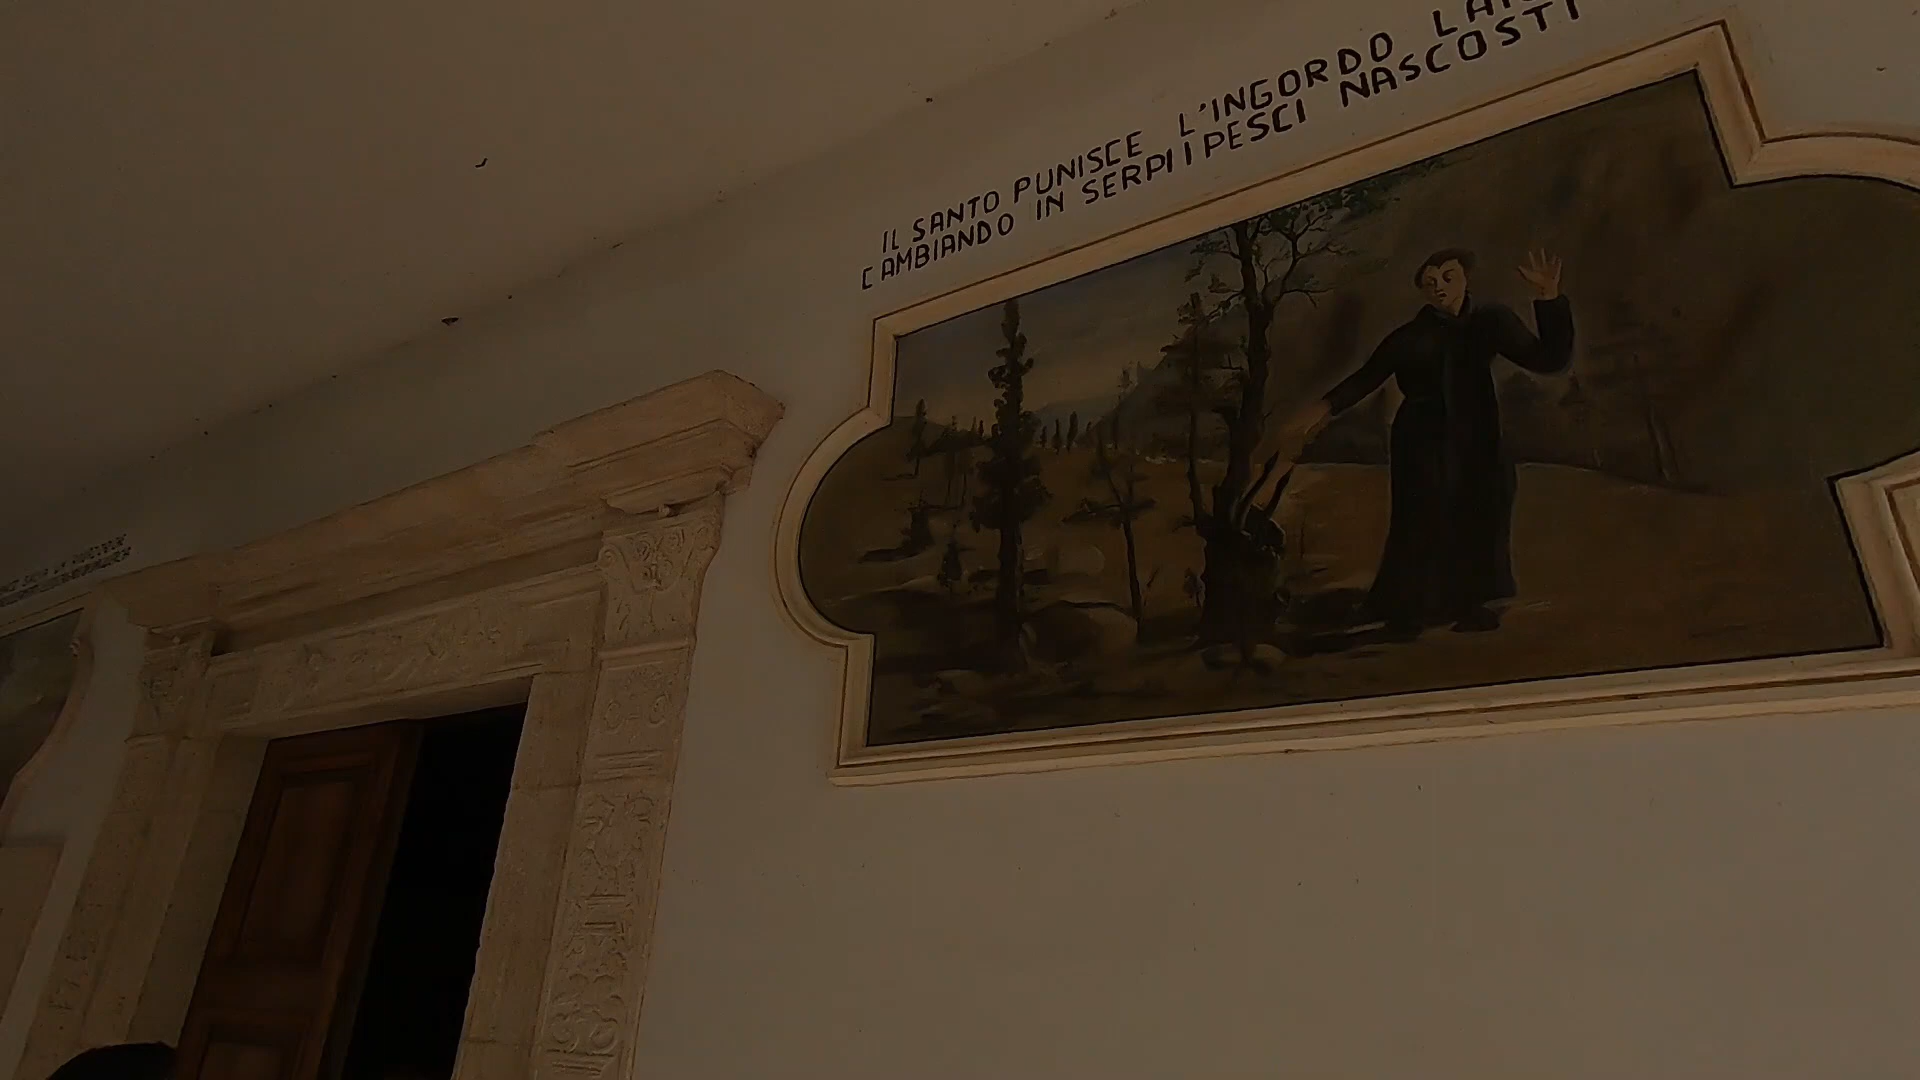 IL SANTO PUNISCE L'INGORDO
CAMBIANDO IN SERPI I PESCI NASCOSTI